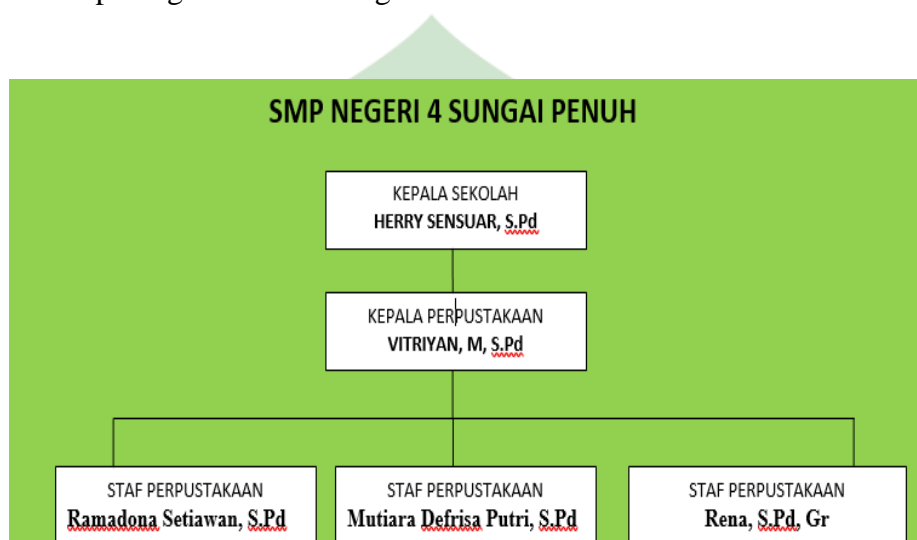 SMP NEGERI 4 SUNGAI PENUH
KEPALA SEKOLAH
HERRY SENSUAR, S.Pd
KEPALA PERPUSTAKAAN
VITRIYAN, M, S.Pd
STAF PERPUSTAKAAN
Ramadona Setiawan, S.Pd
STAF PERPUSTAKAAN
Mutiara Defrisa Putri, S.Pd
STAF PERPUSTAKAAN
Rena, S.Pd, Gr